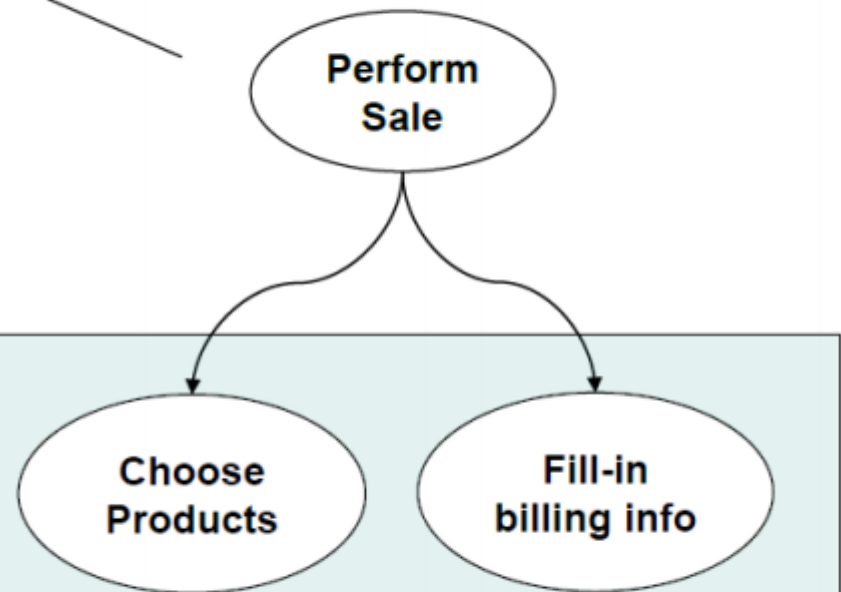 Perform
Sale
Choose
Products
Fill-in
billing info